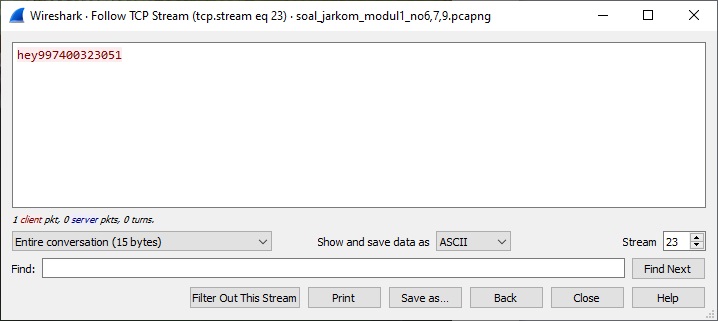 Wireshark · Follow TCP Stream (tcp.stream eq 23) · soal_jarkom_modul1_no6,7,9.pcapng
hey997400323051
1 client pkt, 0 server pkts, 0 turns.
Entire conversation (15 bytes)
Show and save data as ASCII
Stream 23
Find:
Find Next
Filter Out This Stream
Print
Save as...
Back
Close
Help